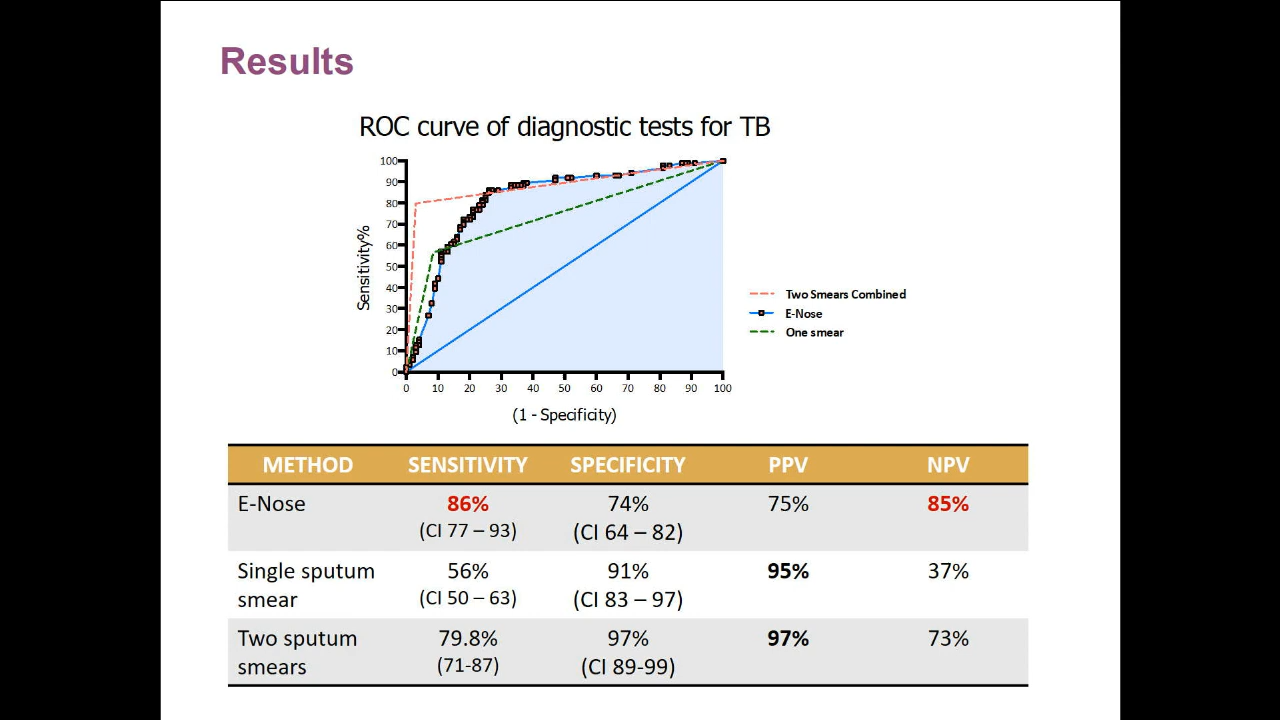 Results
ROC curve of diagnostic tests for TB
Sensitivity%
100
90
80
70
60
50
40
30
20
10
0
0 10 20 30 40 50 60 70 80 90 100
(1 - Specificity)
Two Smears Combined
E-Nose
One smear
METHOD SENSITIVITY SPECIFICITY PPV NPV
E-Nose 86% 74% 75% 85%
(CI 77 – 93) (CI 64 – 82)
Single sputum 56% 91% 95% 37%
smear (CI 50 – 63) (CI 83 – 97)
Two sputum 79.8% 97% 97% 73%
smears (71-87) (CI 89-99)